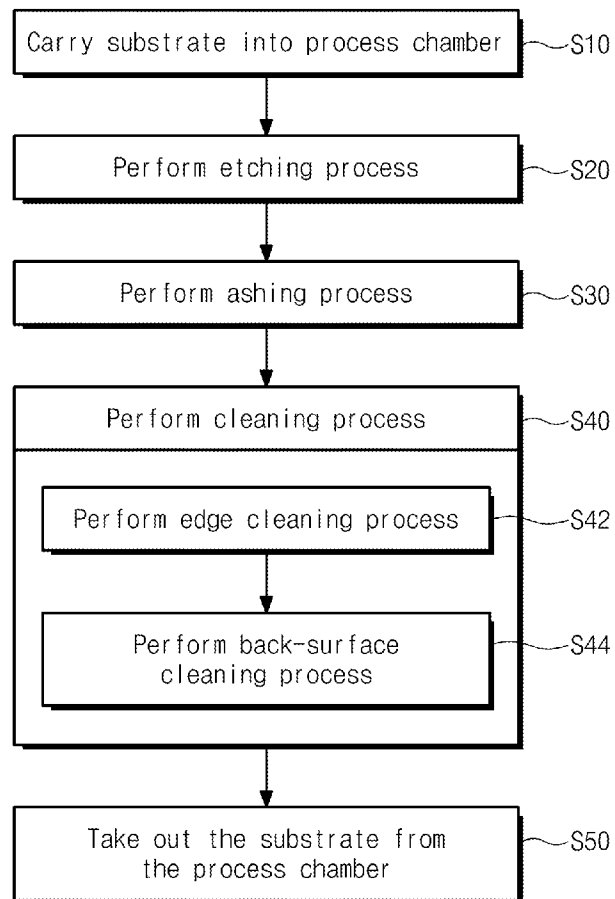 Carry substrate into process chamber S10
Perform etching process S20
Perform ashing process S30
Perform cleaning process S40
Perform edge cleaning process S42
Perform back-surface
cleaning process S44
Take out the substrate from
the process chamber S50